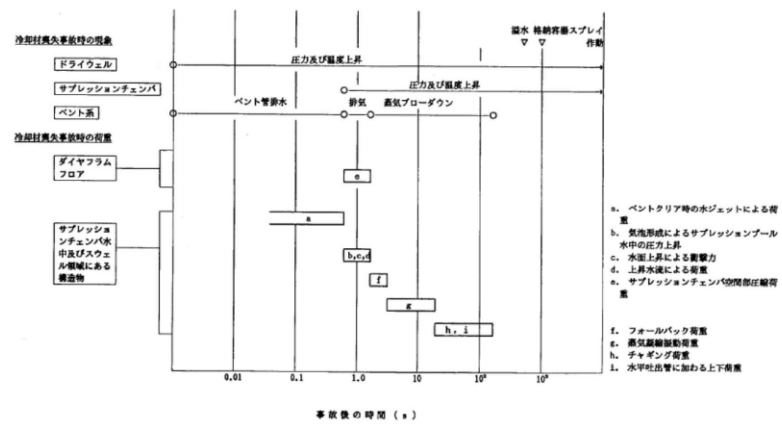 溢水 格納容器スプレイ
▽ ▽ 作動
冷却材喪失事故時の現象
ドライウェル
圧力及び温度上昇
サプレッションチェンバ
圧力及び温度上昇
ベント系
ベント管排水
排気
蒸気ブローダウン
冷却材喪失事故時の荷重
ダイヤフラム
フロア
e
サプレッショ
ンチェンバ水
中及びスウェ
ル領域にある
構造物
a
b,c,d
f
g
h, i
a. ベントクリア時の水ジェットによる荷
重
b. 気泡形成によるサプレッションプール
水中の圧力上昇
c. 水面上昇による衝撃力
d. 上昇水流による荷重
e. サプレッションチェンバ空間部圧縮荷
重
f. フォールバック荷重
g. 蒸気凝縮振動荷重
h. チャギング荷重
i. 水平吐出管に加わる上下荷重
0.01 0.1 1.0 10 10² 10³
事故後の時間 (s)